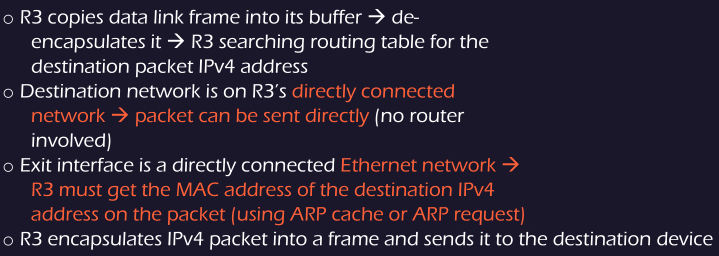 o R3 copies data link frame into its buffer → de-
encapsulates it → R3 searching routing table for the
destination packet IPv4 address
o Destination network is on R3's directly connected
network → packet can be sent directly (no router
involved)
o Exit interface is a directly connected Ethernet network →
R3 must get the MAC address of the destination IPv4
address on the packet (using ARP cache or ARP request)
o R3 encapsulates IPv4 packet into a frame and sends it to the destination device